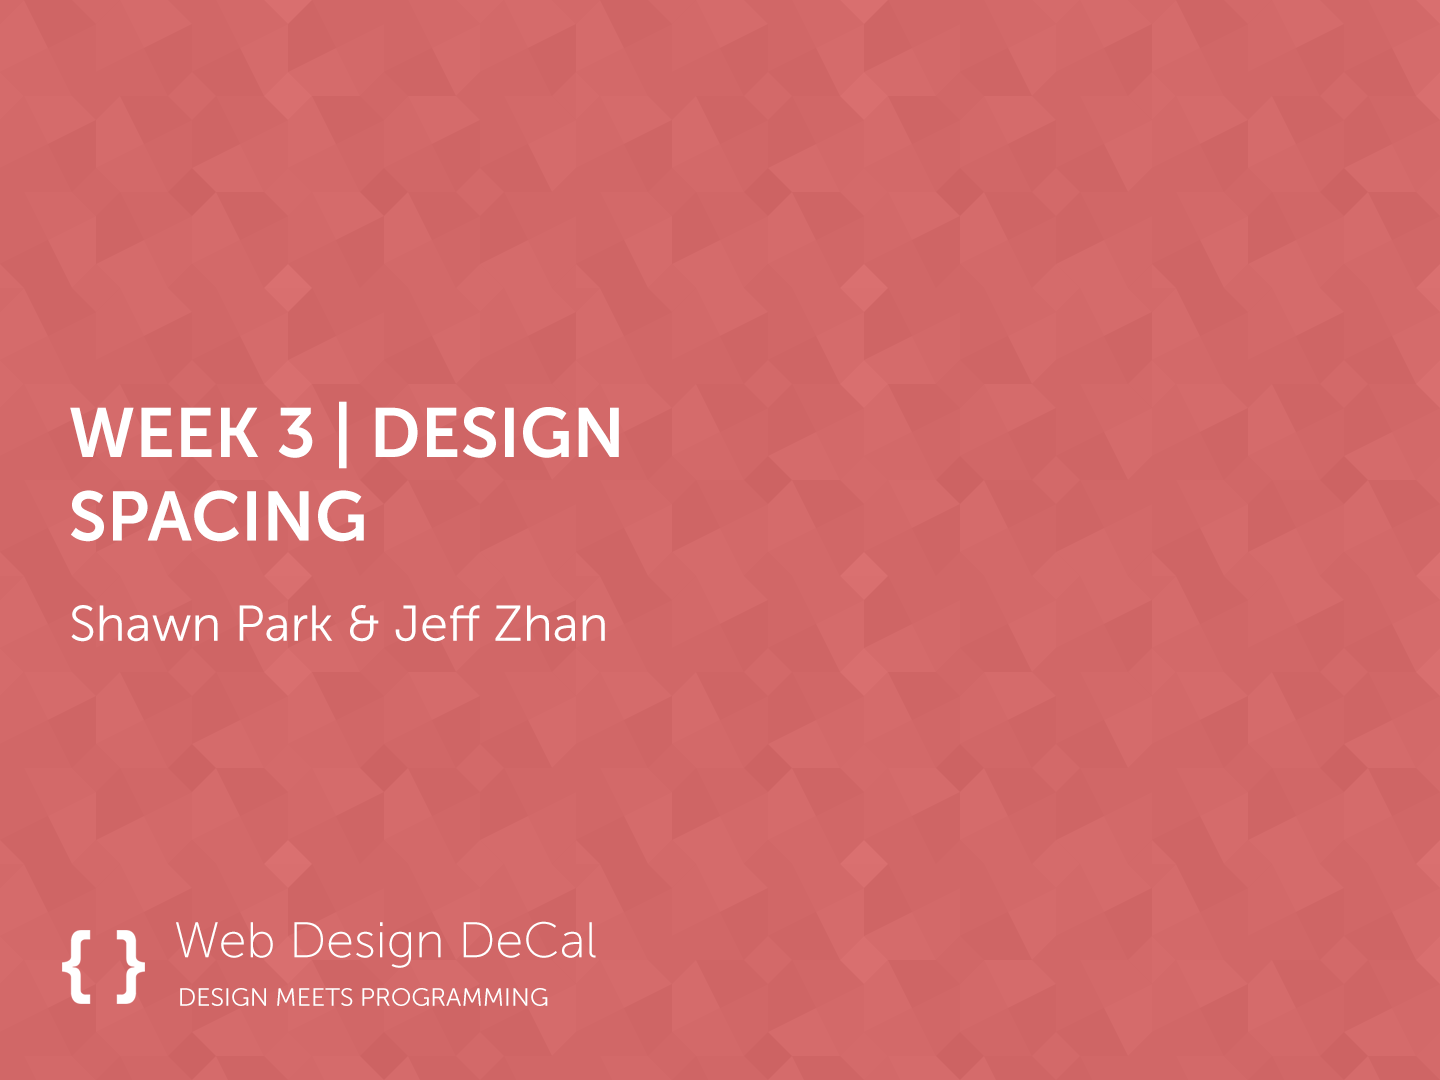 WEEK 3 | DESIGN
SPACING
Shawn Park & Jeff Zhan
{ } Web Design DeCal
DESIGN MEETS PROGRAMMING